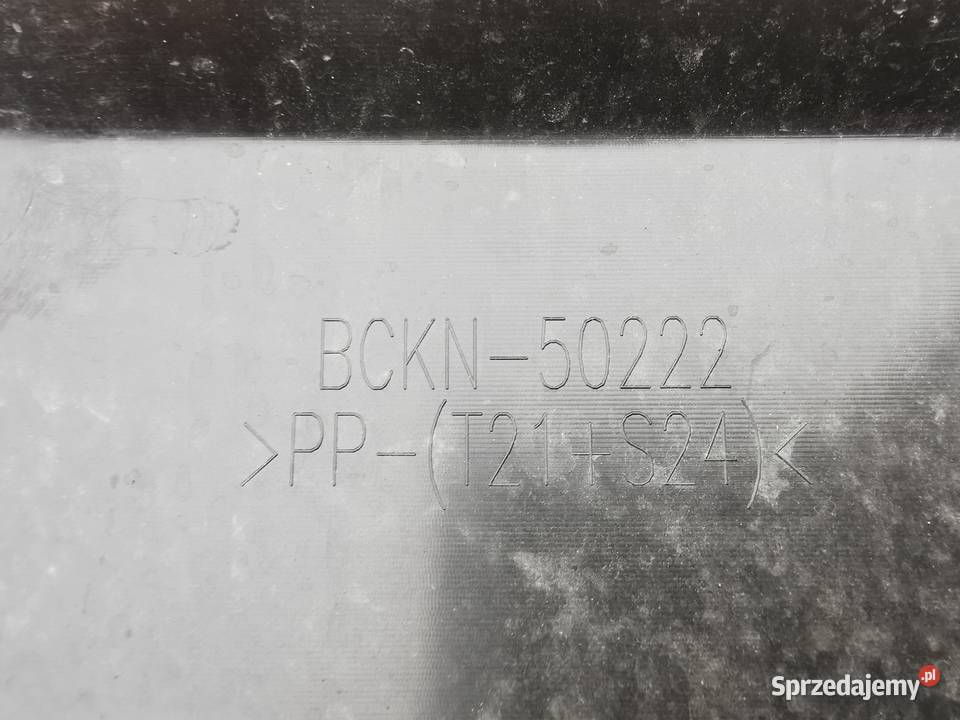 BCKN-50222
>PP-(T21+S24)<
Sprzedajemy.pl